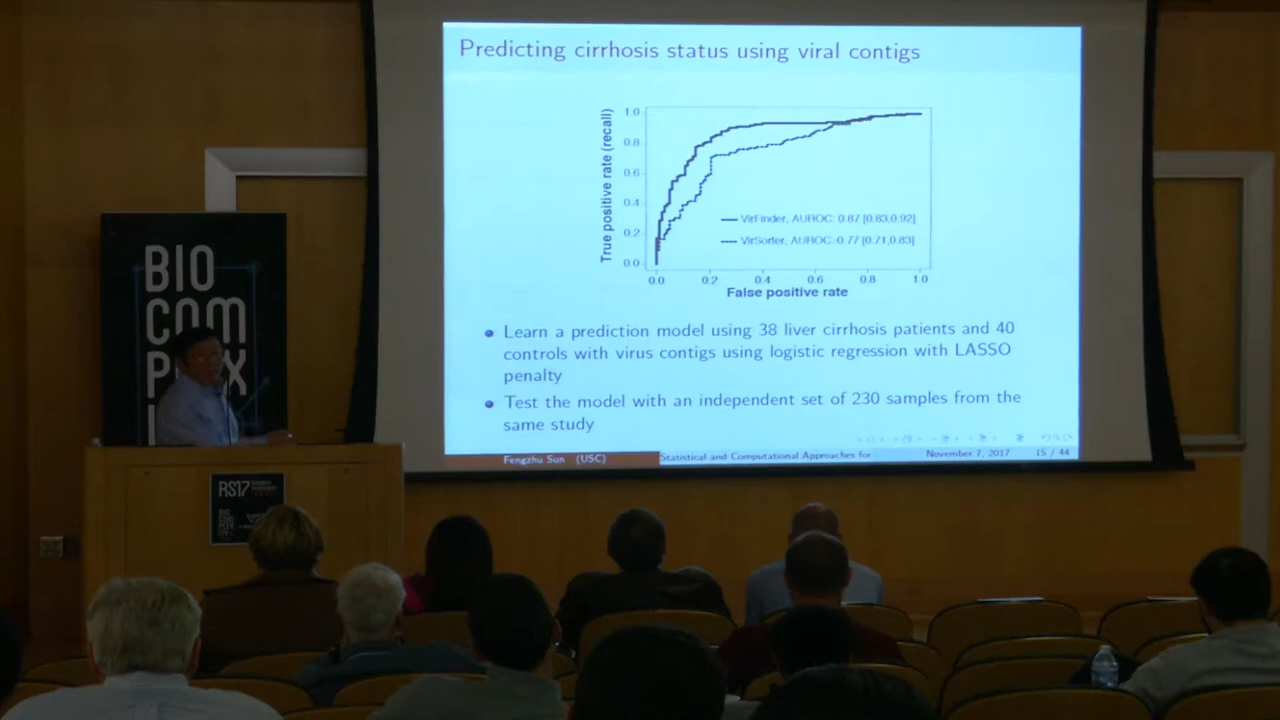 Predicting cirrhosis status using viral contigs
True positive rate (recall)
1.0
0.8
0.6
0.4
0.2
0.0
VirFinder, AUROC: 0.87 [0.83,0.92]
VirSorter, AUROC: 0.77 [0.71,0.83]
0.0 0.2 0.4 0.6 0.8 1.0
False positive rate
Learn a prediction model using 38 liver cirrhosis patients and 40
controls with virus contigs using logistic regression with LASSO
penalty
Test the model with an independent set of 230 samples from the
same study
Fengzhu Sun (USC) Statistical and Computational Approaches for November 7, 2017 15 / 44
BIO
COM
RS17